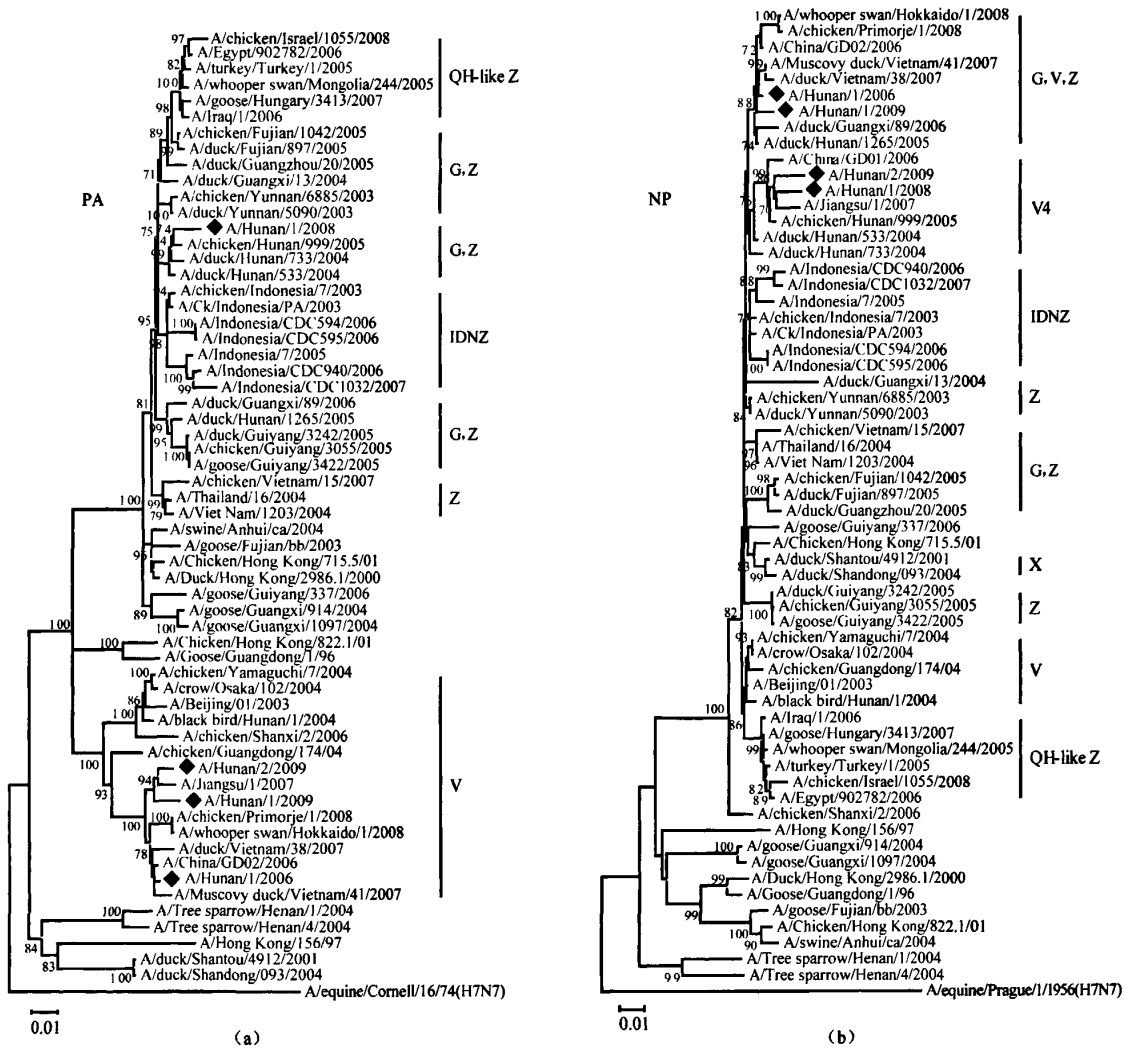 PA
97
A/chicken/Israel/1055/2008
A/Egypt/902782/2006
82
A/turkey/Turkey/1/2005
100
A/whooper swan/Mongolia/244/2005
QH-like Z
A/goose/Hungary/3413/2007
98
A/Iraq/1/2006
89
A/chicken/Fujian/1042/2005
99
A/duck/Fujian/897/2005
A/duck/Guangzhou/20/2005
G, Z
71
A/duck/Guangxi/13/2004
A/chicken/Yunnan/6885/2003
100
A/duck/Yunnan/5090/2003
75
74
A/Hunan/1/2008
A/chicken/Hunan/999/2005
G, Z
99
A/duck/Hunan/733/2004
A/duck/Hunan/533/2004
A/chicken/Indonesia/7/2003
A/Ck/Indonesia/PA/2003
95
100
A/Indonesia/CDC594/2006
A/Indonesia/CDC595/2006
IDNZ
98
A/Indonesia/7/2005
100
A/Indonesia/CDC940/2006
99
A/Indonesia/CDC1032/2007
81
A/duck/Guangxi/89/2006
A/duck/Hunan/1265/2005
99
A/duck/Guiyang/3242/2005
G, Z
95
A/chicken/Guiyang/3055/2005
100
A/goose/Guiyang/3422/2005
A/chicken/Vietnam/15/2007
100
99
A/Thailand/16/2004
Z
79
A/Viet Nam/1203/2004
A/swine/Anhui/ca/2004
A/goose/Fujian/bb/2003
A/Chicken/Hong Kong/715.5/01
A/Duck/Hong Kong/2986.1/2000
A/goose/Guiyang/337/2006
89
A/goose/Guangxi/914/2004
100
A/goose/Guangxi/1097/2004
100
100
A/Chicken/Hong Kong/822.1/01
A/Goose/Guangdong/1/96
100
A/chicken/Yamaguchi/7/2004
A/crow/Osaka/102/2004
86
A/Beijing/01/2003
100
A/black bird/Hunan/1/2004
A/chicken/Shanxi/2/2006
100
A/chicken/Guangdong/174/04
A/Hunan/2/2009
94
A/Jiangsu/1/2007
V
93
A/Hunan/1/2009
100
100
A/chicken/Primorje/1/2008
A/whooper swan/Hokkaido/1/2008
78
A/duck/Vietnam/38/2007
A/China/GD02/2006
A/Hunan/1/2006
A/Muscovy duck/Vietnam/41/2007
100
A/Tree sparrow/Henan/1/2004
A/Tree sparrow/Henan/4/2004
84
A/Hong Kong/156/97
83
A/duck/Shantou/4912/2001
100
A/duck/Shandong/093/2004
A/equine/Cornell/16/74(H7N7)
0.01
(a)
NP
100
A/whooper swan/Hokkaido/1/2008
A/chicken/Primorje/1/2008
72
A/China/GD02/2006
99
A/Muscovy duck/Vietnam/41/2007
A/duck/Vietnam/38/2007
G, V, Z
A/Hunan/1/2006
88
A/Hunan/1/2009
A/duck/Guangxi/89/2006
74
A/duck/Hunan/1265/2005
A/China/GD01/2006
99
A/Hunan/2/2009
A/Hunan/1/2008
70
A/Jiangsu/1/2007
V4
A/chicken/Hunan/999/2005
A/duck/Hunan/533/2004
A/duck/Hunan/733/2004
99
A/Indonesia/CDC940/2006
88
A/Indonesia/CDC1032/2007
A/Indonesia/7/2005
A/chicken/Indonesia/7/2003
IDNZ
A/Ck/Indonesia/PA/2003
A/Indonesia/CDC594/2006
100
A/Indonesia/CDC595/2006
A/duck/Guangxi/13/2004
A/chicken/Yunnan/6885/2003
Z
84
A/duck/Yunnan/5090/2003
A/chicken/Vietnam/15/2007
97
A/Thailand/16/2004
96
A/Viet Nam/1203/2004
G, Z
98
A/chicken/Fujian/1042/2005
100
A/duck/Fujian/897/2005
A/duck/Guangzhou/20/2005
A/goose/Guiyang/337/2006
A/Chicken/Hong Kong/715.5/01
83
A/duck/Shantou/4912/2001
X
99
A/duck/Shandong/093/2004
A/duck/Guiyang/3242/2005
82
100
A/chicken/Guiyang/3055/2005
Z
A/goose/Guiyang/3422/2005
93
A/chicken/Yamaguchi/7/2004
A/crow/Osaka/102/2004
A/chicken/Guangdong/174/04
V
A/Beijing/01/2003
A/black bird/Hunan/1/2004
100
86
A/Iraq/1/2006
A/goose/Hungary/3413/2007
99
A/whooper swan/Mongolia/244/2005
A/turkey/Turkey/1/2005
QH-like Z
82
A/chicken/Israel/1055/2008
89
A/Egypt/902782/2006
A/chicken/Shanxi/2/2006
A/Hong Kong/156/97
100
A/goose/Guangxi/914/2004
A/goose/Guangxi/1097/2004
99
A/Duck/Hong Kong/2986.1/2000
A/Goose/Guangdong/1/96
99
A/goose/Fujian/bb/2003
100
A/Chicken/Hong Kong/822.1/01
90
A/swine/Anhui/ca/2004
A/Tree sparrow/Henan/1/2004
99
A/Tree sparrow/Henan/4/2004
A/equine/Prague/1/1956(H7N7)
0.01
(b)